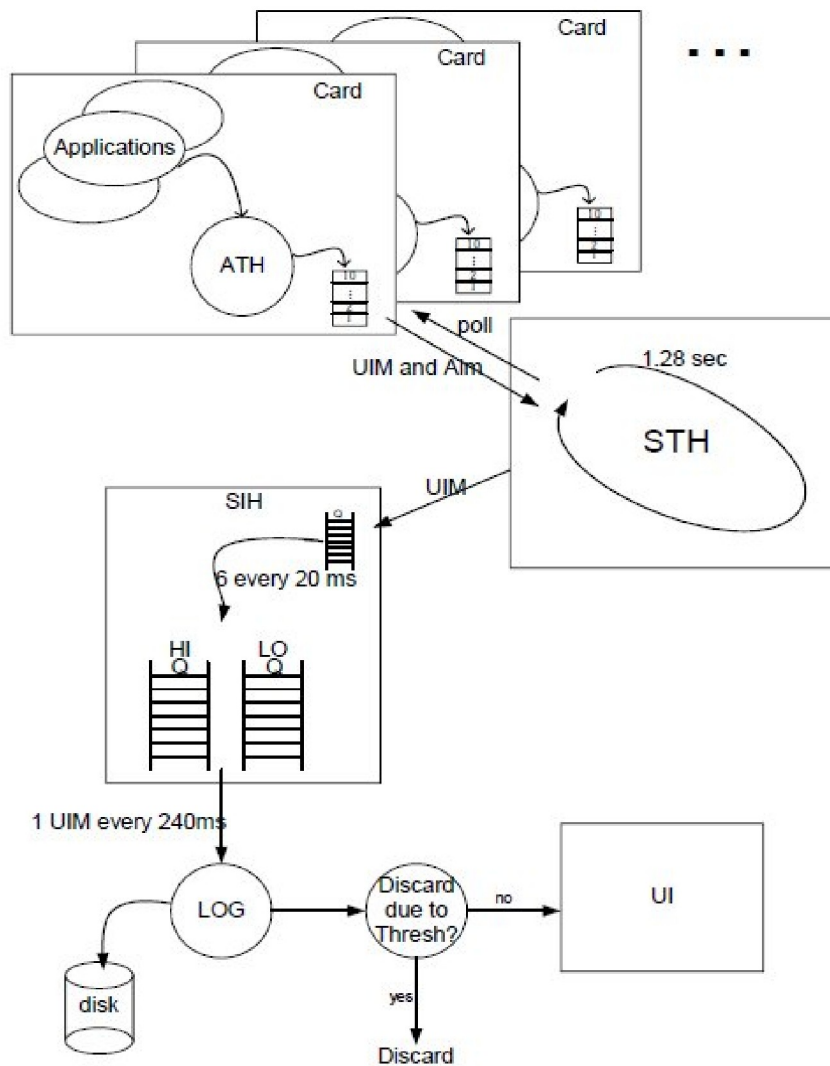 Card
Card
Card
...
Applications
ATH
10
2
1
10
2
1
10
2
1
poll
UIM and Alm
1.28 sec
STH
UIM
SIH
Q
6 every 20 ms
HI
Q
LO
Q
1 UIM every 240ms
LOG
Discard
due to
Thresh?
no
UI
disk
yes
Discard